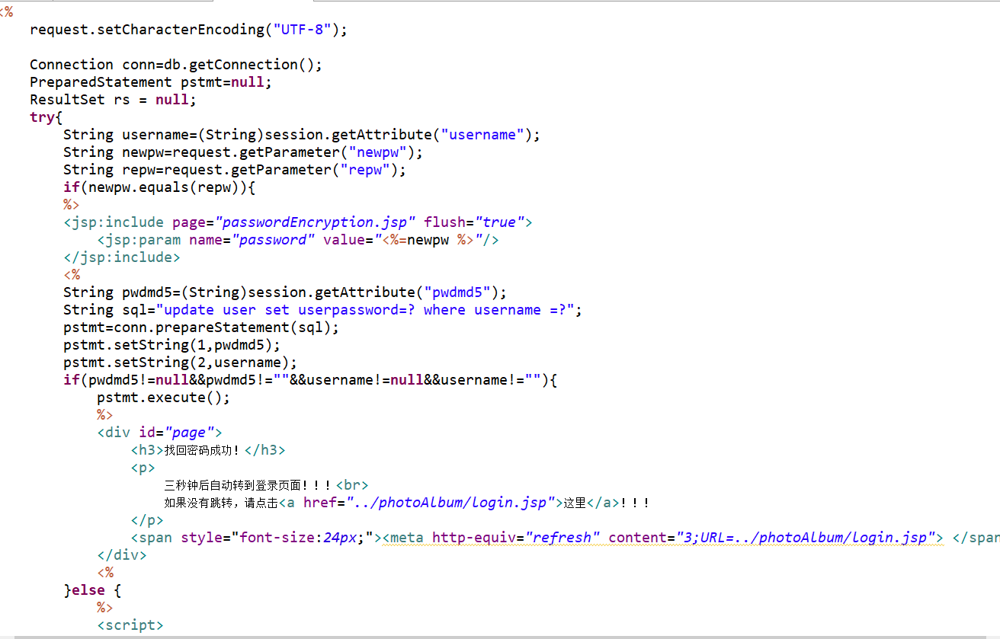 <%
request.setCharacterEncoding("UTF-8");
Connection conn=db.getConnection();
PreparedStatement pstmt=null;
ResultSet rs = null;
try{
String username=(String)session.getAttribute("username");
String newpw=request.getParameter("newpw");
String repw=request.getParameter("repw");
if(newpw.equals(repw)){
%>
<jsp:include page="passwordEncryption.jsp" flush="true">
<jsp:param name="password" value="<%=newpw %>"/>
</jsp:include>
<%
String pwdmd5=(String)session.getAttribute("pwdmd5");
String sql="update user set userpassword=? where username =?";
pstmt=conn.prepareStatement(sql);
pstmt.setString(1,pwdmd5);
pstmt.setString(2,username);
if(pwdmd5!=null&&pwdmd5!=""&&username!=null&&username!=""){
pstmt.execute();
%>
<div id="page">
<h3>找回密码成功！</h3>
<p>
三秒钟后自动转到登录页面！！！<br>
如果没有跳转，请点击<a href="../photoAlbum/login.jsp">这里</a>！！！
</p>
<span style="font-size:24px;"><meta http-equiv="refresh" content="3;URL=../photoAlbum/login.jsp"> </span
</div>
<%
}else {
%>
<script>